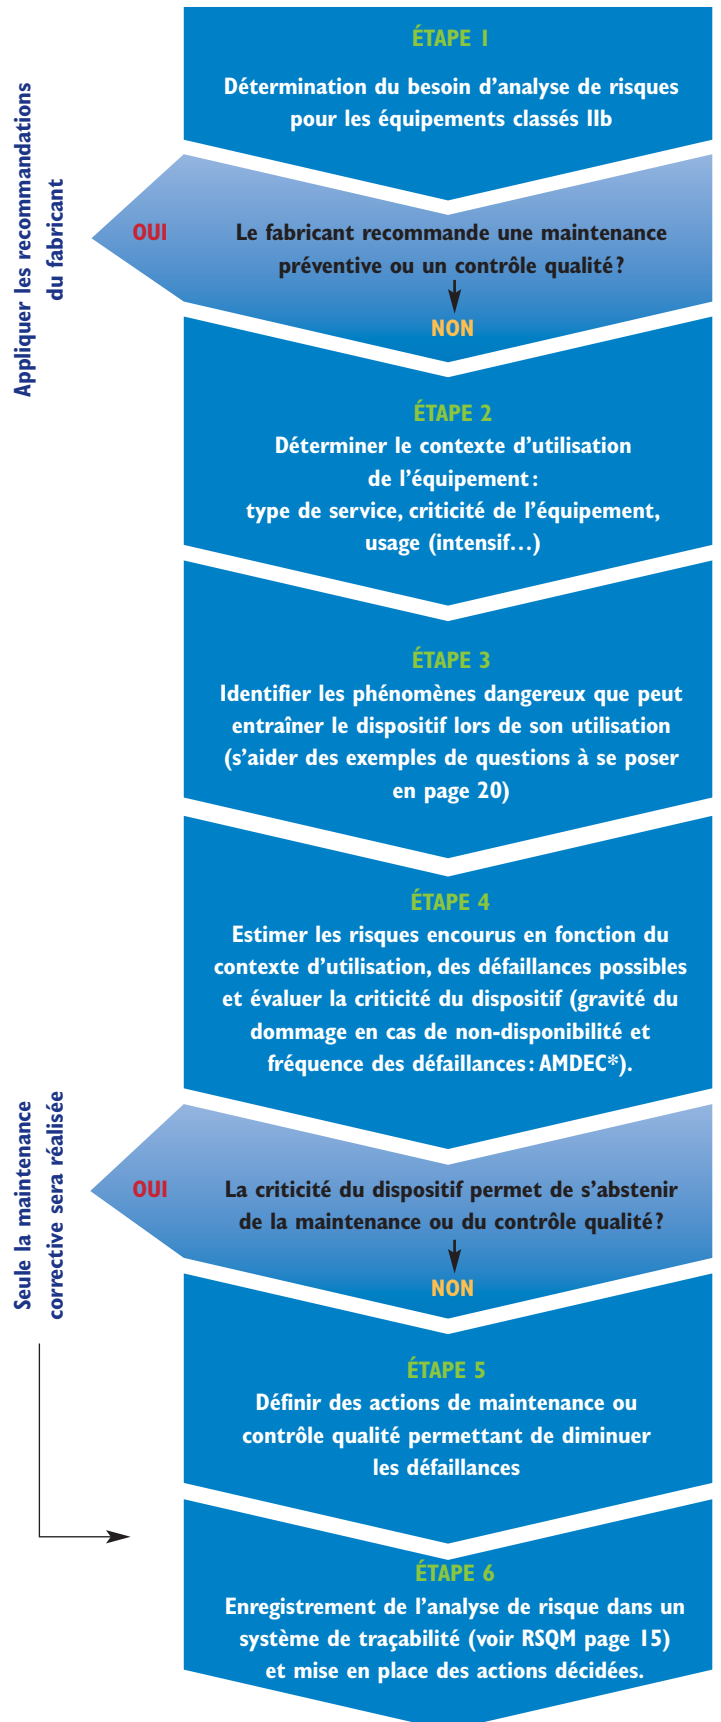 ÉTAPE 1
Détermination du besoin d’analyse de risques
pour les équipements classés IIb
Appliquer les recommandations
du fabricant
OUI
Le fabricant recommande une maintenance
préventive ou un contrôle qualité?
NON
ÉTAPE 2
Déterminer le contexte d’utilisation
de l’équipement:
type de service, criticité de l’équipement,
usage (intensif…)
ÉTAPE 3
Identifier les phénomènes dangereux que peut
entraîner le dispositif lors de son utilisation
(s’aider des exemples de questions à se poser
en page 20)
ÉTAPE 4
Estimer les risques encourus en fonction du
contexte d’utilisation, des défaillances possibles
et évaluer la criticité du dispositif (gravité du
dommage en cas de non-disponibilité et
fréquence des défaillances: AMDEC*).
Seule la maintenance
corrective sera réalisée
OUI
La criticité du dispositif permet de s’abstenir
de la maintenance ou du contrôle qualité?
NON
ÉTAPE 5
Définir des actions de maintenance ou
contrôle qualité permettant de diminuer
les défaillances
ÉTAPE 6
Enregistrement de l’analyse de risque dans un
système de traçabilité (voir RSQM page 15)
et mise en place des actions décidées.